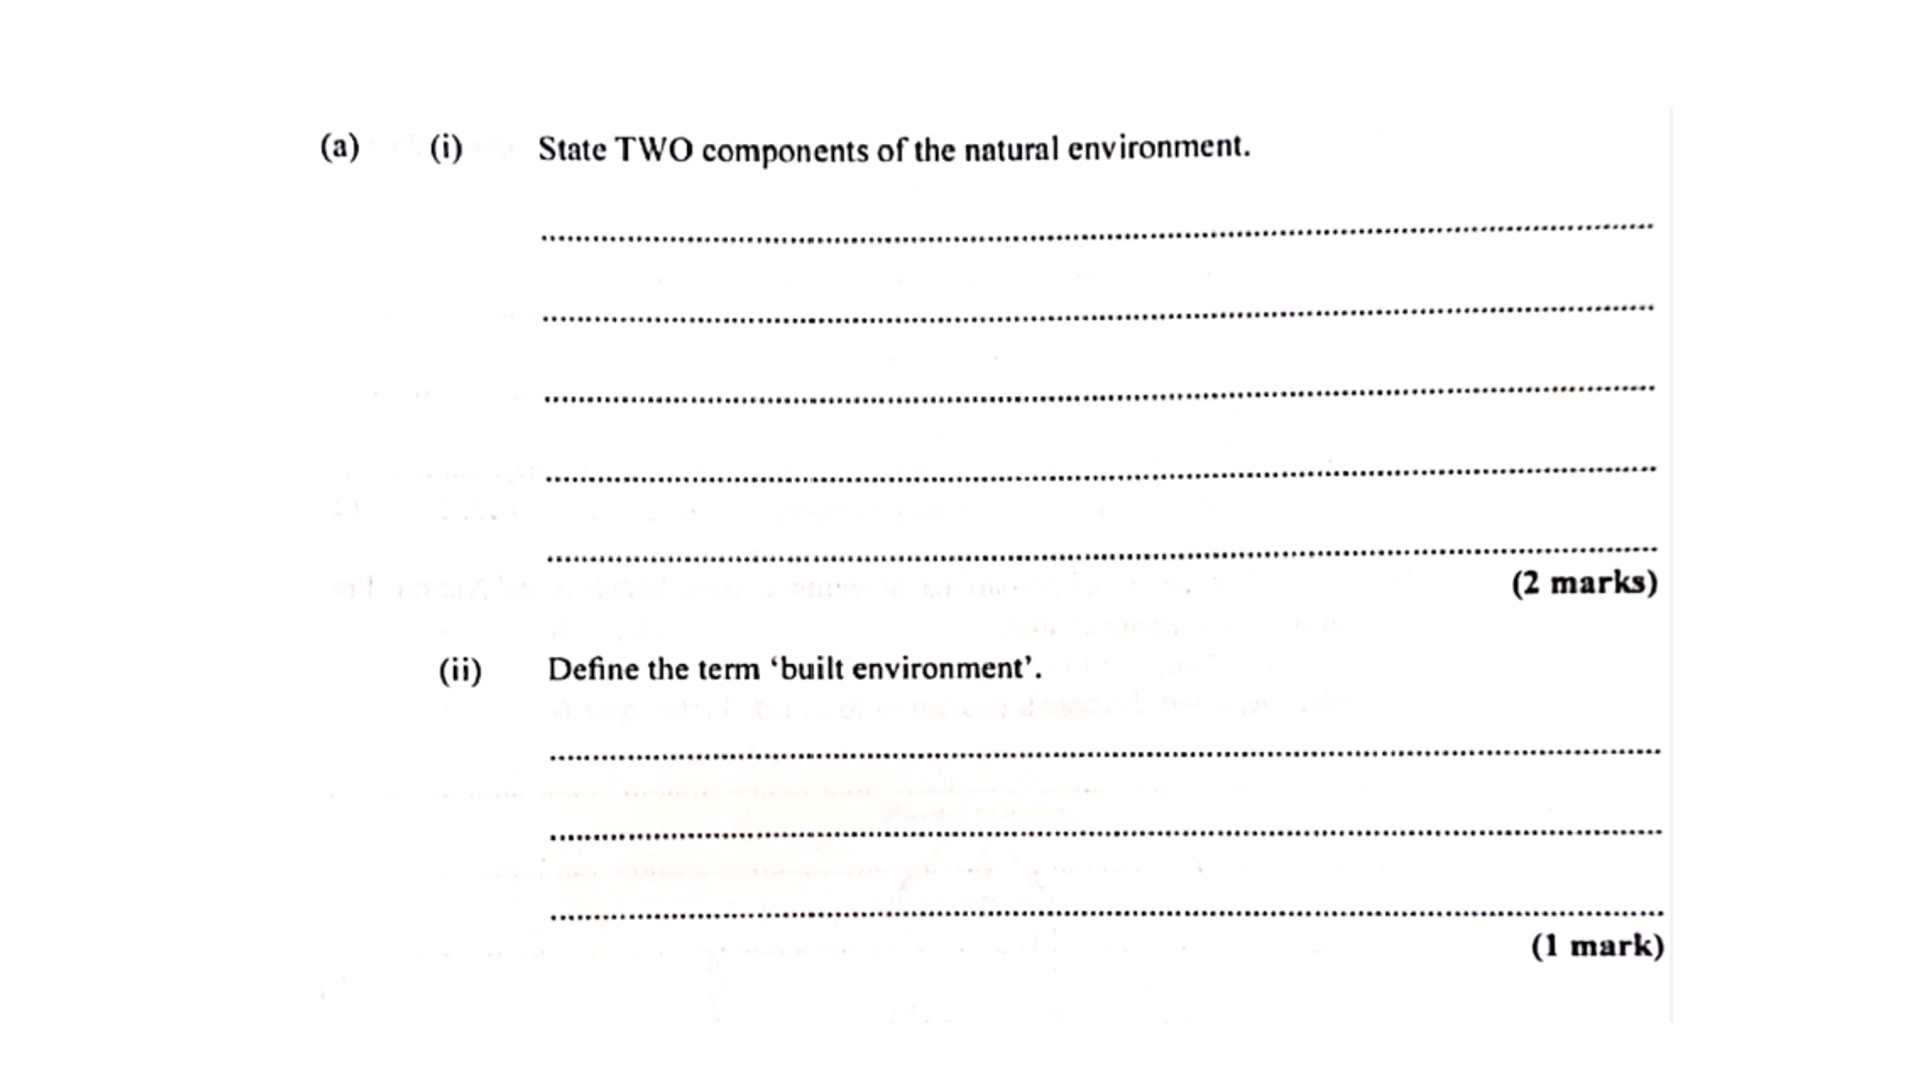 (a) (i) State TWO components of the natural environment.
(2 marks)
(ii) Define the term ‘built environment’.
(1 mark)